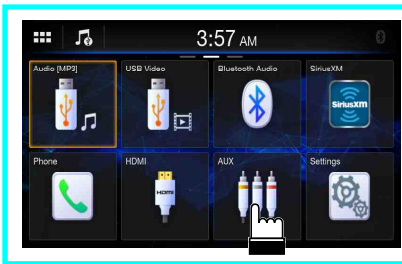 3:57 AM
Audio [MP3] USB Video Bluetooth Audio SiriusXM
SiriusXM
Phone HDMI AUX Settings
HDMI